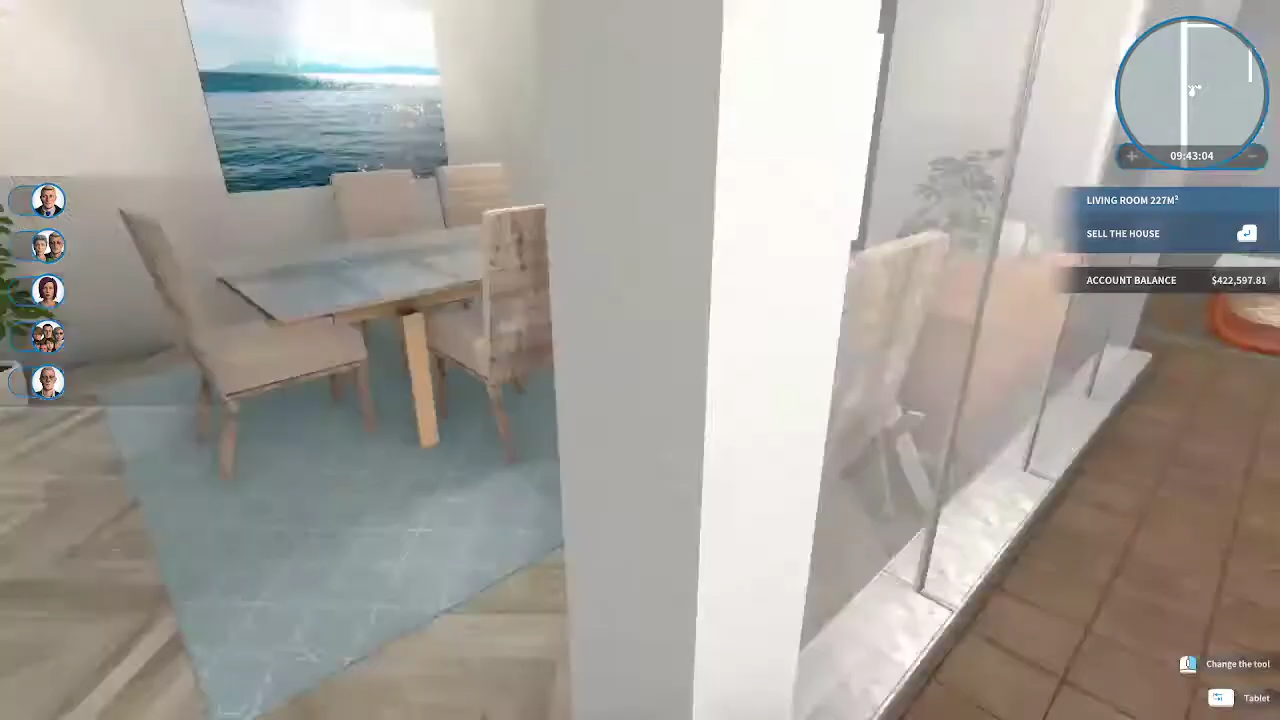 09:43:04
LIVING ROOM 227M²
SELL THE HOUSE
ACCOUNT BALANCE $422,597.81
Change the tool
Tablet